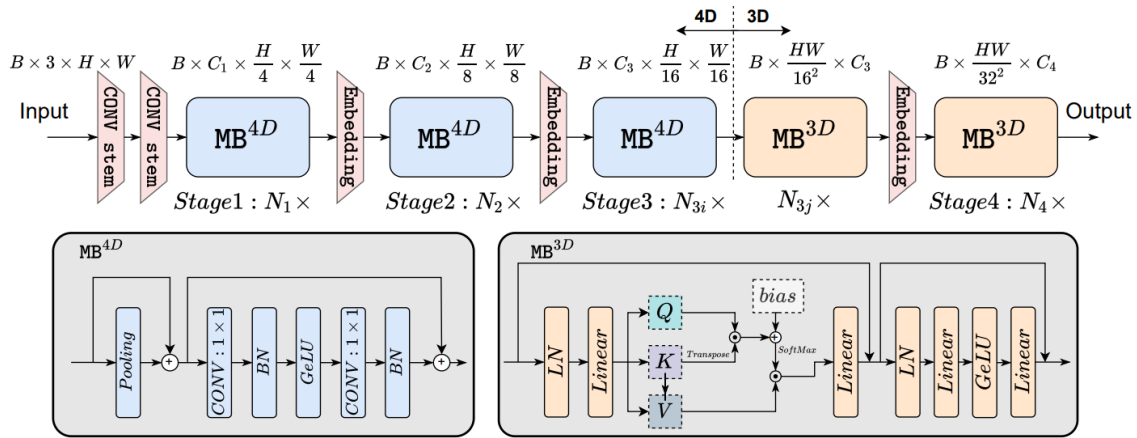 4D 3D
B × 3 × H × W
B × C₁ × H/4 × W/4
B × C₂ × H/8 × W/8
B × C₃ × H/16 × W/16
B × HW/16² × C₃
B × HW/32² × C₄
Input
CONV stem
CONV stem
MB⁴ᴰ
Embedding
MB⁴ᴰ
Embedding
MB⁴ᴰ
MB³ᴰ
Embedding
MB³ᴰ
Output
Stage1 : N₁ ×
Stage2 : N₂ ×
Stage3 : N₃ᵢ ×
N₃ⱼ ×
Stage4 : N₄ ×
MB⁴ᴰ
Pooling
+
CONV : 1 × 1
BN
GeLU
CONV : 1 × 1
BN
+
MB³ᴰ
LN
Linear
Q
K
V
Transpose
bias
+
SoftMax
Linear
LN
Linear
GeLU
Linear